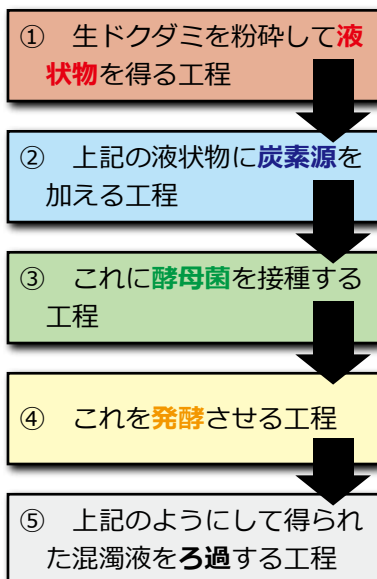 ① 生ドクダミを粉砕して液
状物を得る工程
② 上記の液状物に炭素源を
加える工程
③ これに酵母菌を接種する
工程
④ これを発酵させる工程
⑤ 上記のようにして得られ
た混濁液をろ過する工程